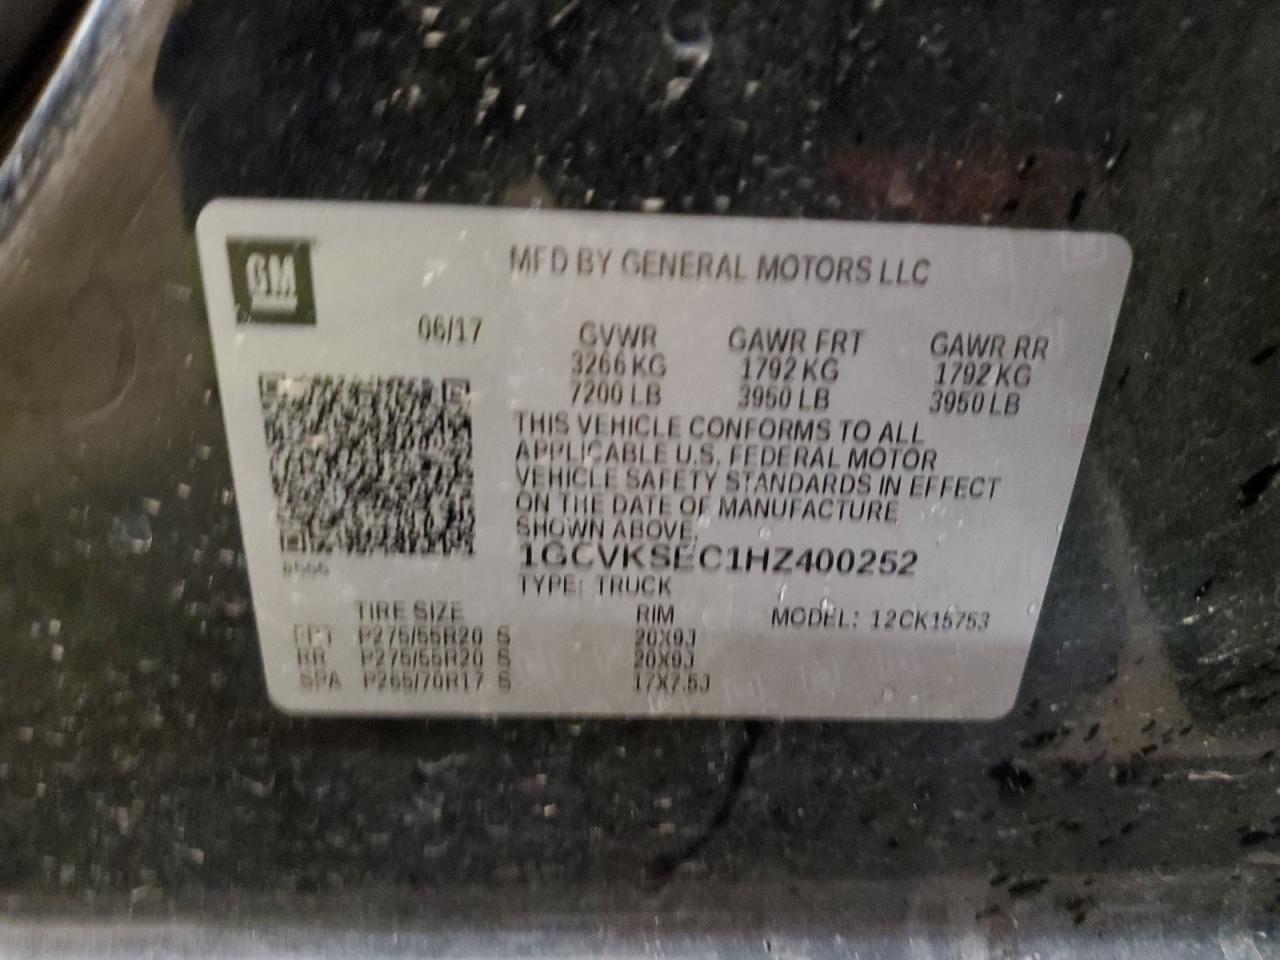 GM
MFD BY GENERAL MOTORS LLC
06/17
GVWR GAWR FRT GAWR RR
3266 KG 1792 KG 1792 KG
7200 LB 3950 LB 3950 LB
THIS VEHICLE CONFORMS TO ALL
APPLICABLE U.S. FEDERAL MOTOR
VEHICLE SAFETY STANDARDS IN EFFECT
ON THE DATE OF MANUFACTURE
SHOWN ABOVE.
1GCVKSEC1HZ400252
TYPE: TRUCK
TIRE SIZE RIM MODEL: 12CK15753
FRT P275/55R20 S 20X9J
RR P275/55R20 S 20X9J
SPA P265/70R17 S 17X7.5J